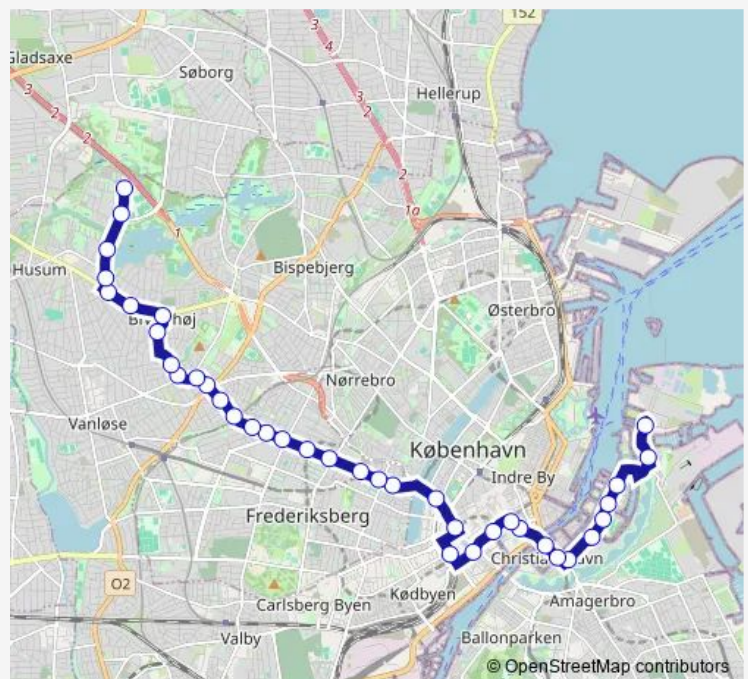 152
Gladsaxe
Søborg
3
4
Hellerup
3
2
3
2
2
2
1a
1
Husum
Bispebjerg
Østerbro
Nørrebro
Vanløse
København
Indre By
Frederiksberg
O2
Carlsberg Byen
Kødbyen
Amagerbro
Valby
Ballonparken
© OpenStreetMap contributors